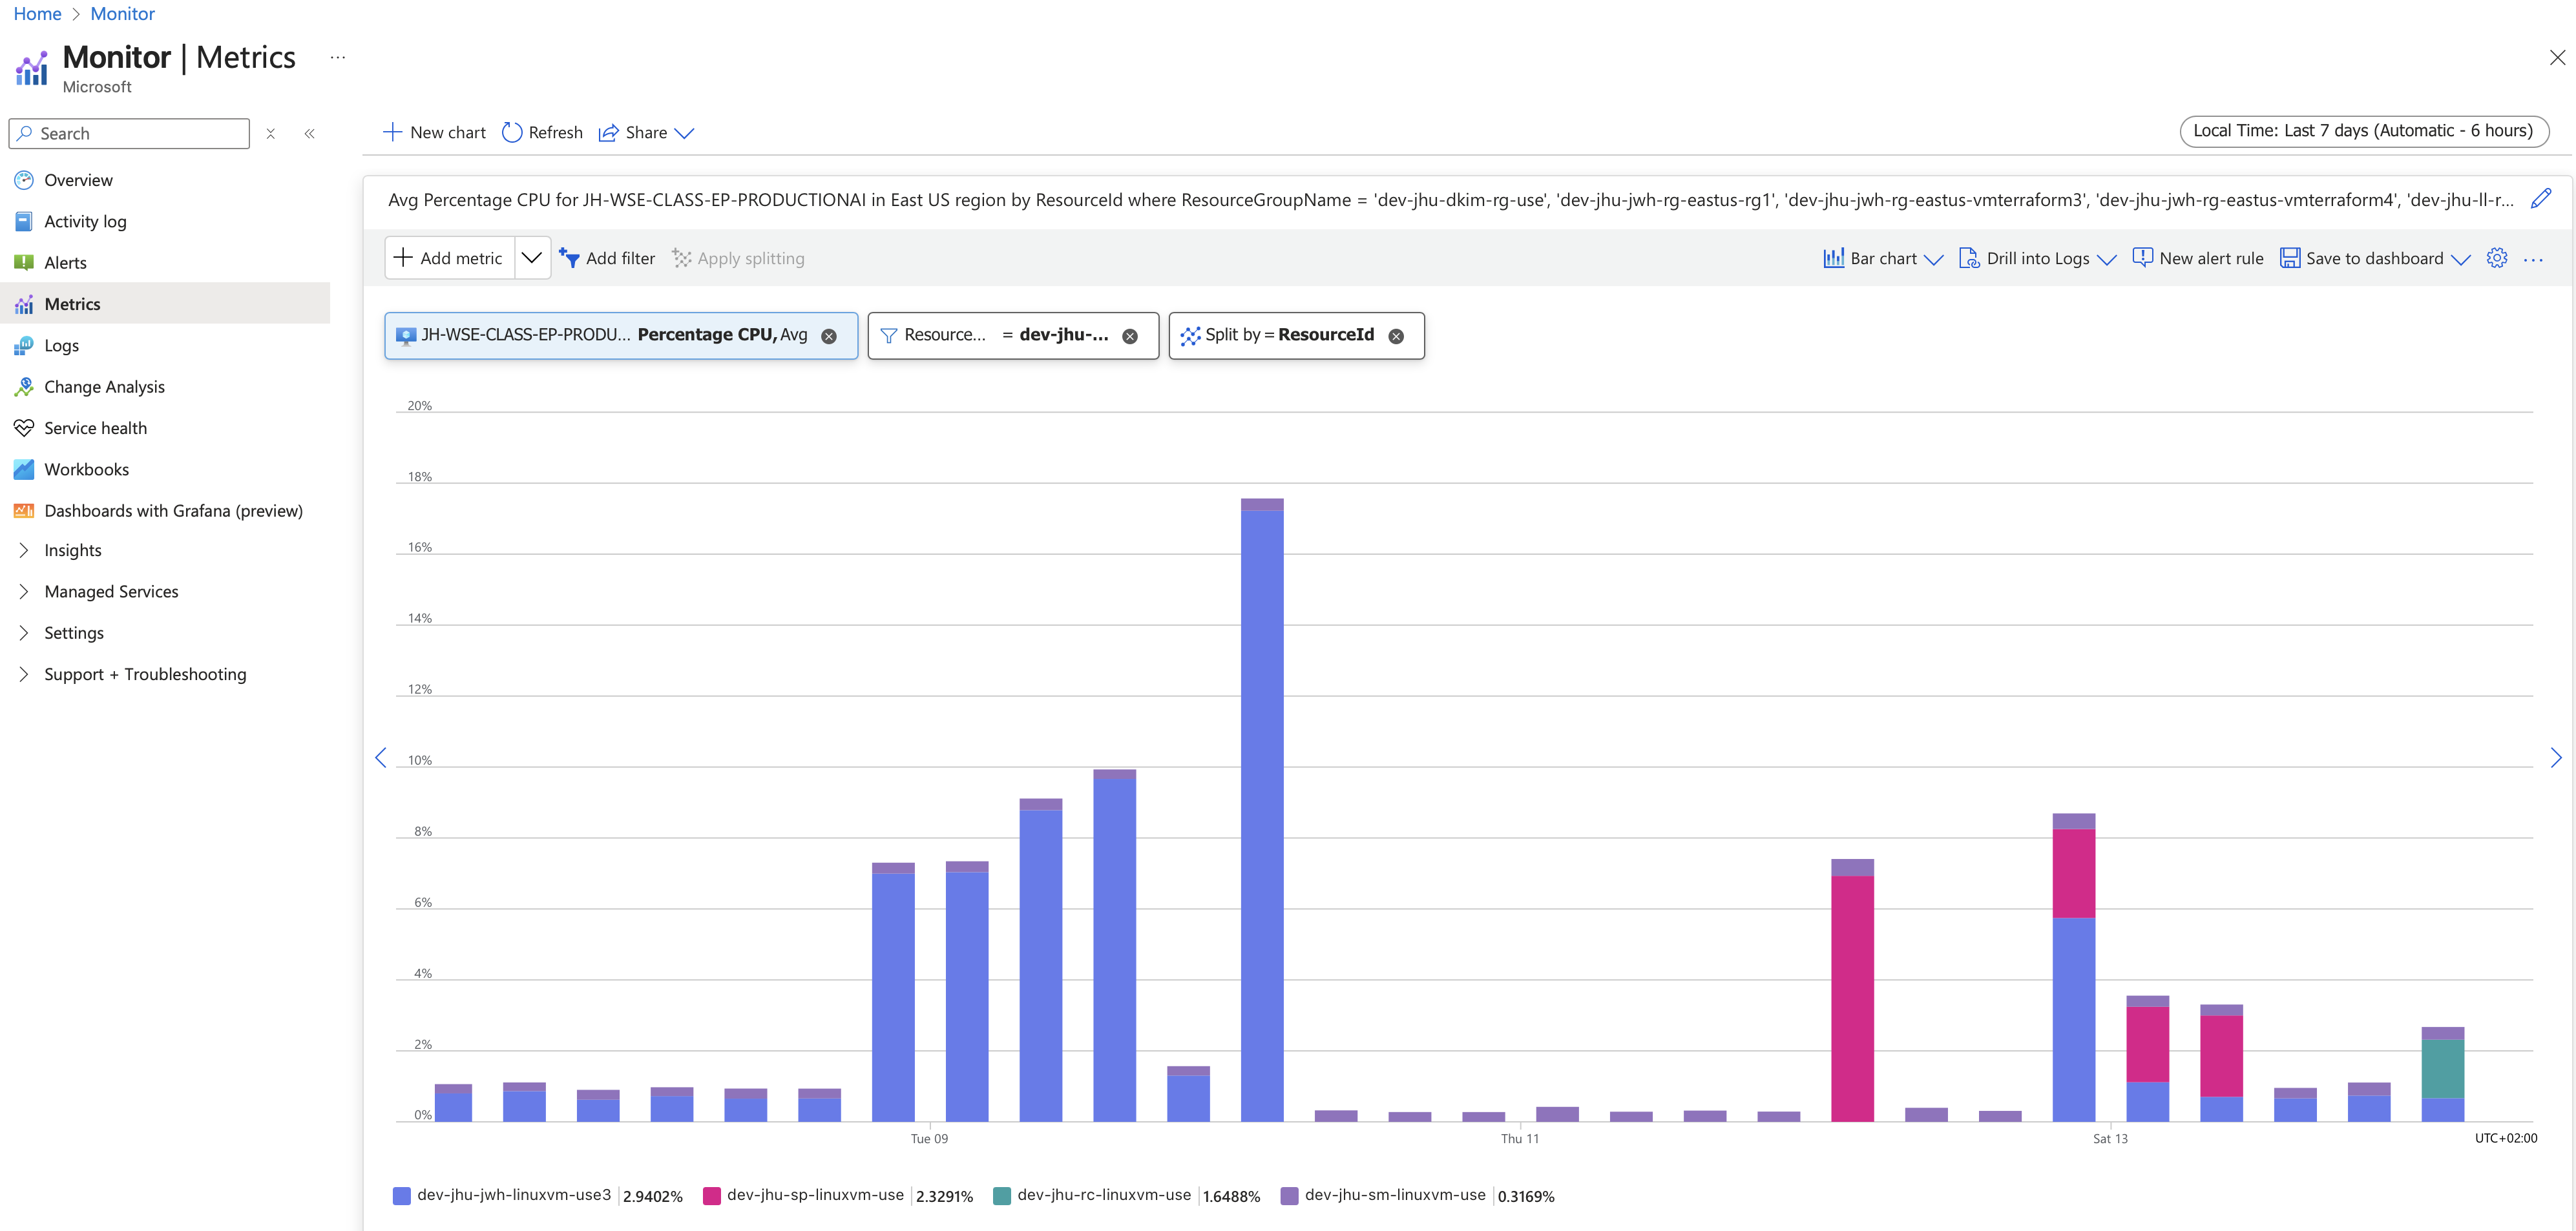 Home > Monitor
Monitor | Metrics ...
Microsoft
Search
Overview
Activity log
Alerts
Metrics
Logs
Change Analysis
Service health
Workbooks
Dashboards with Grafana (preview)
Insights
Managed Services
Settings
Support + Troubleshooting
New chart Refresh Share
Local Time: Last 7 days (Automatic - 6 hours)
Avg Percentage CPU for JH-WSE-CLASS-EP-PRODUCTIONAI in East US region by ResourceId where ResourceGroupName = 'dev-jhu-dkim-rg-use', 'dev-jhu-jwh-rg-eastus-rg1', 'dev-jhu-jwh-rg-eastus-vmterraform3', 'dev-jhu-jwh-rg-eastus-vmterraform4', 'dev-jhu-ll-r...
Add metric Add filter Apply splitting Bar chart Drill into Logs New alert rule Save to dashboard ...
JH-WSE-CLASS-EP-PRODU... Percentage CPU, Avg Resource... = dev-jhu-... Split by = ResourceId
20%
18%
16%
14%
12%
10%
8%
6%
4%
2%
0%
Tue 09 Thu 11 Sat 13 UTC+02:00
dev-jhu-jwh-linuxvm-use3 2.9402% dev-jhu-sp-linuxvm-use 2.3291% dev-jhu-rc-linuxvm-use 1.6488% dev-jhu-sm-linuxvm-use 0.3169%